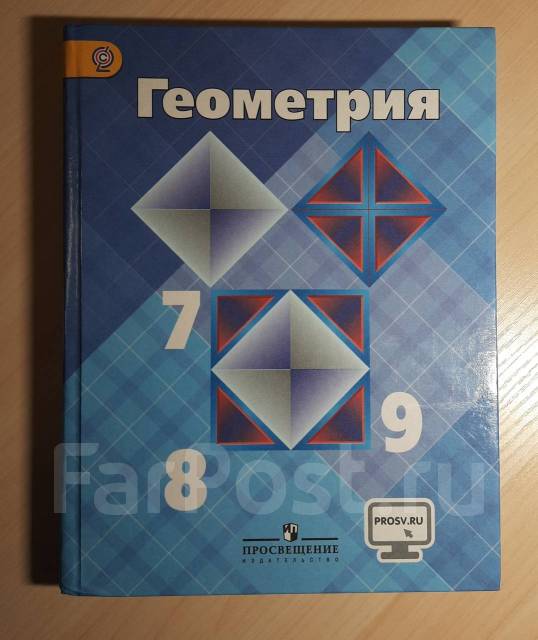 Геометрия
7
8
9
FarPost.ru
PROSV.RU
ПРОСВЕЩЕНИЕ
ИЗДАТЕЛЬСТВО